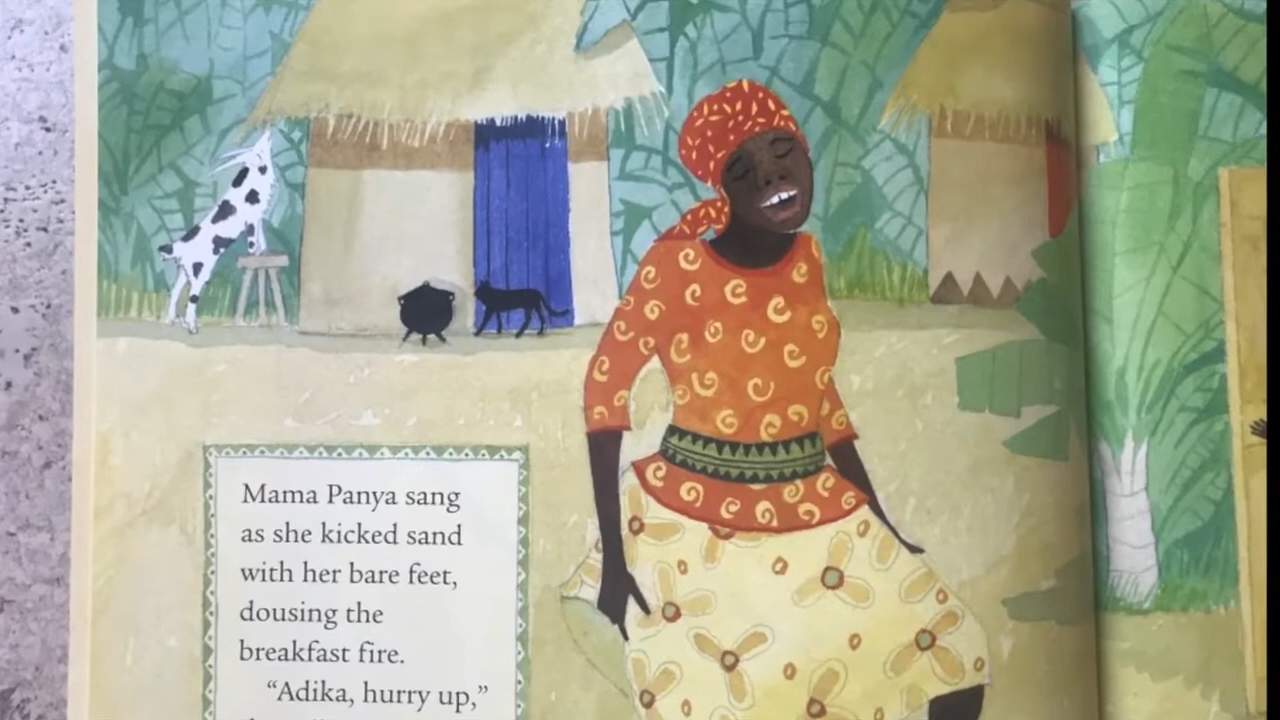 Mama Panya sang
as she kicked sand
with her bare feet,
dousing the
breakfast fire.
“Adika, hurry up,”